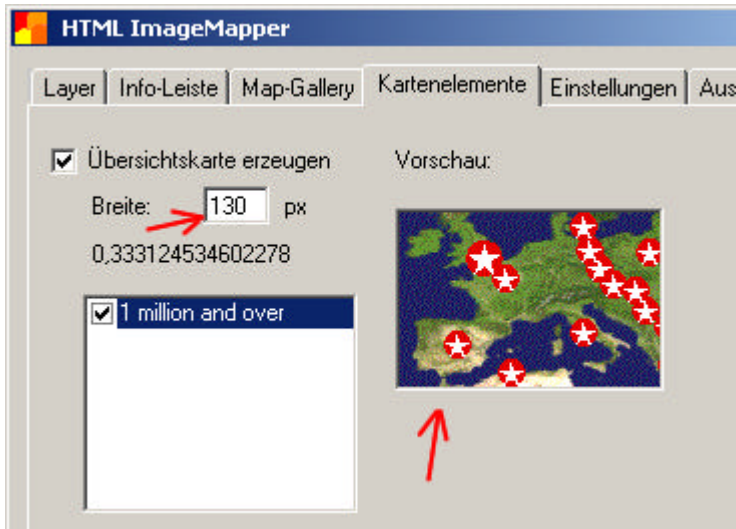 HTML ImageMapper
Layer Info-Leiste Map-Gallery Kartenelemente Einstellungen Aus
Übersichtskarte erzeugen Vorschau:
Breite: 130 px
0,333124534602278
1 million and over